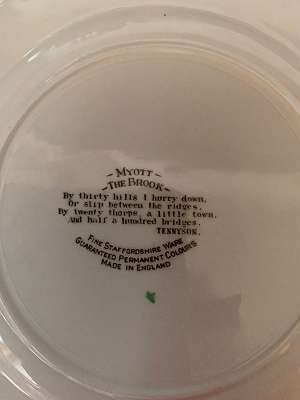 - MYOTT -
- THE BROOK -
By thirty hills I hurry down,
Or slip between the ridges,
By twenty thorps, a little town,
And half a hundred bridges.
TENNYSON.
FINE STAFFORDSHIRE WARE
GUARANTEED PERMANENT COLOURS
MADE IN ENGLAND